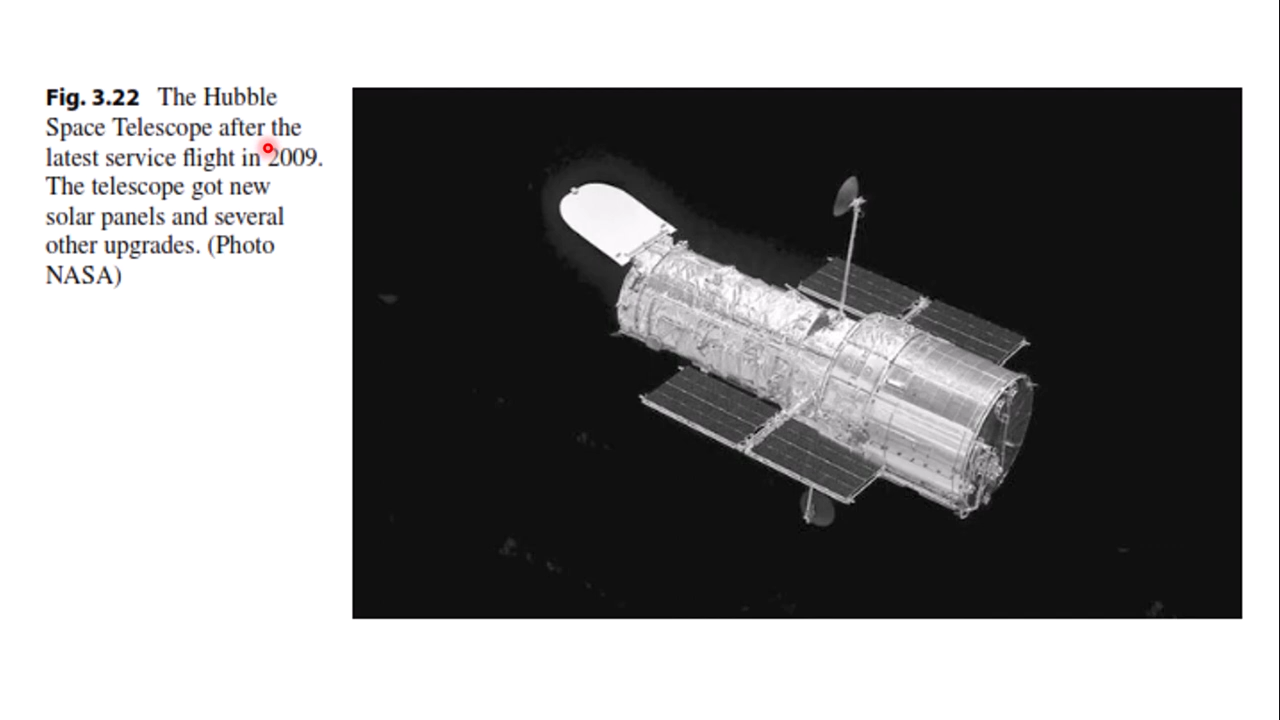 Fig. 3.22 The Hubble
Space Telescope after the
latest service flight in 2009.
The telescope got new
solar panels and several
other upgrades. (Photo
NASA)